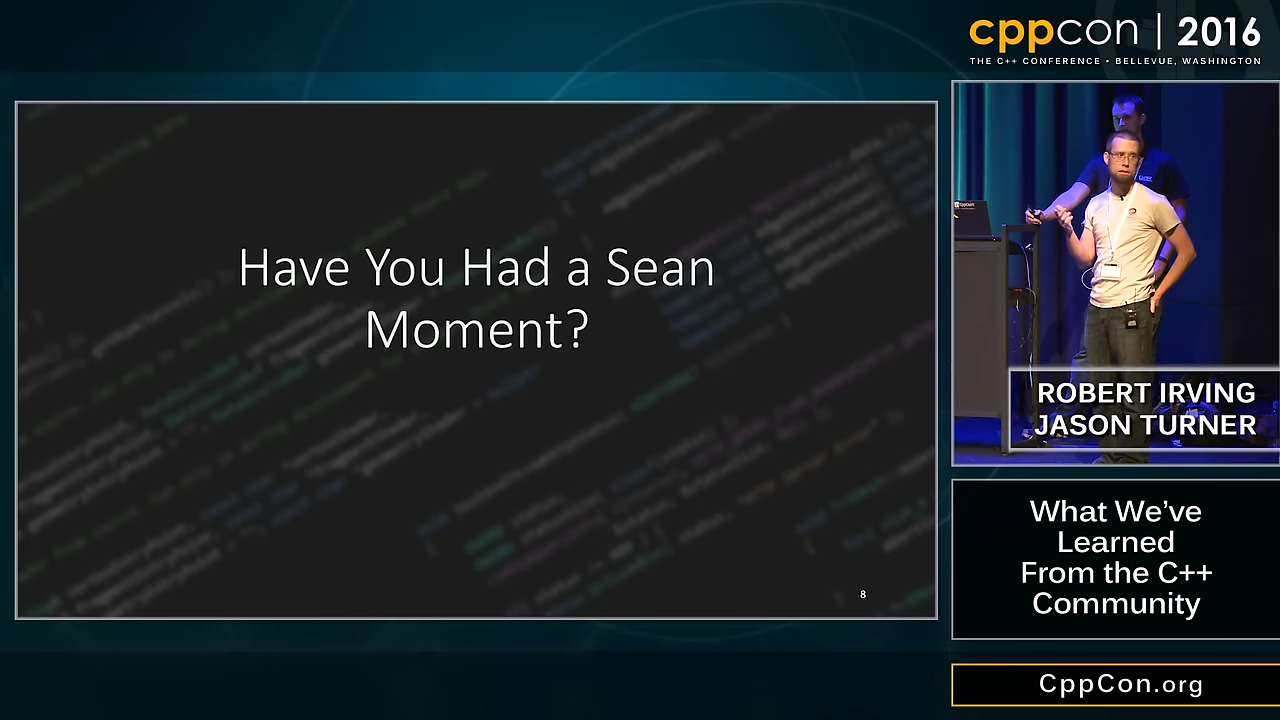 cppcon | 2016
THE C++ CONFERENCE • BELLEVUE, WASHINGTON
Have You Had a Sean
Moment?
8
ROBERT IRVING
JASON TURNER
What We've
Learned
From the C++
Community
CppCon.org